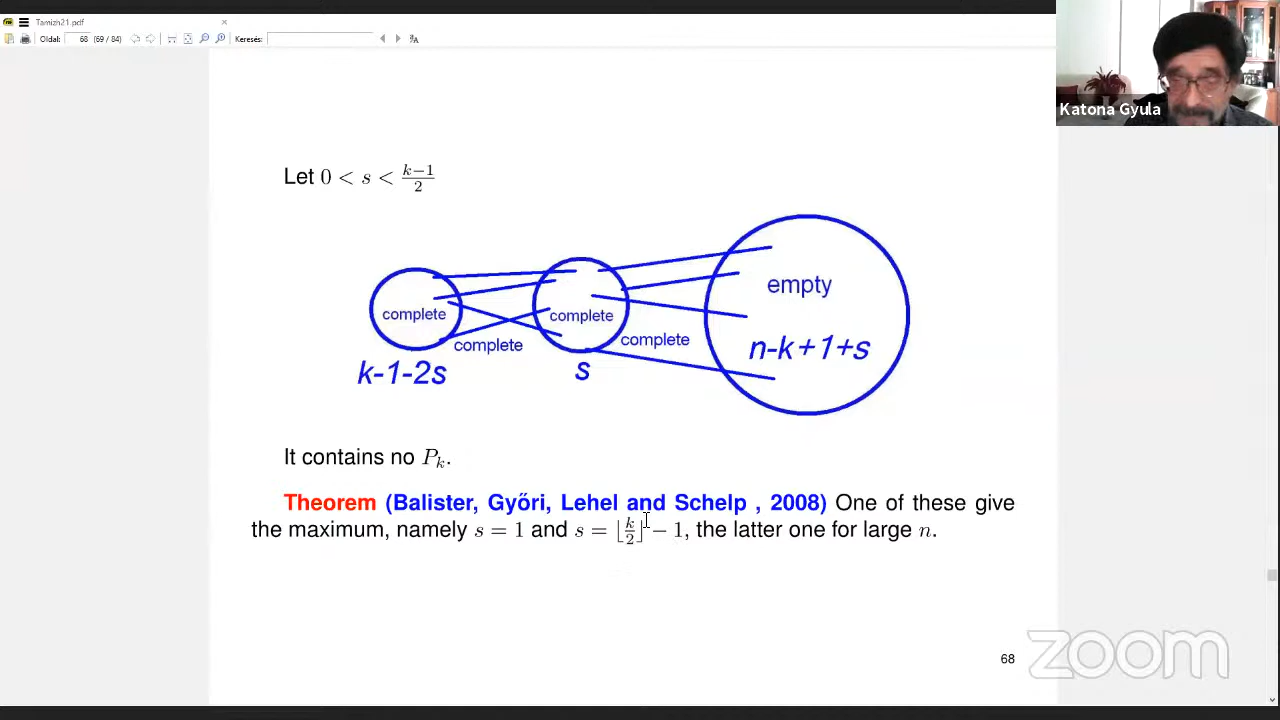 Tamizh21.pdf
×
Oldal: 68 (69 / 84) Keresés:
Katona Gyula
Let 0 < s < \frac{k−1}{2}
complete
complete
empty
complete
complete
k-1-2s
s
n-k+1+s
It contains no P_k.
Theorem (Balister, Győri, Lehel and Schelp , 2008) One of these give
the maximum, namely s = 1 and s = ⌊\frac{k}{2}⌋ − 1, the latter one for large n.
68
zoom